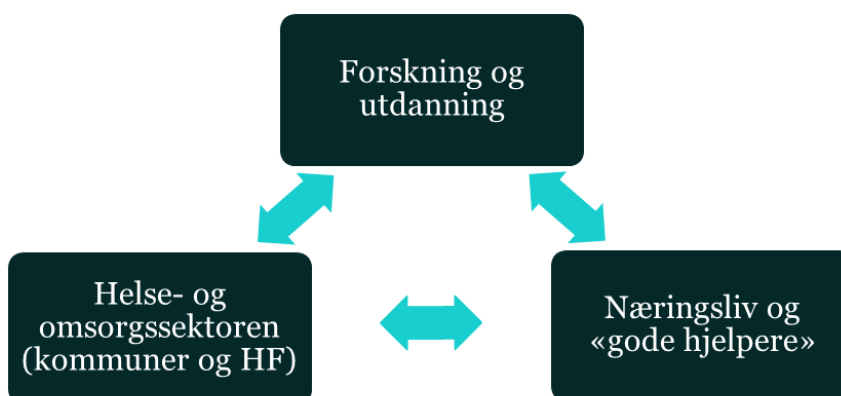 Forskning og
utdanning
Helse- og
omsorgssektoren
(kommuner og HF)
Næringsliv og
«gode hjelpere»